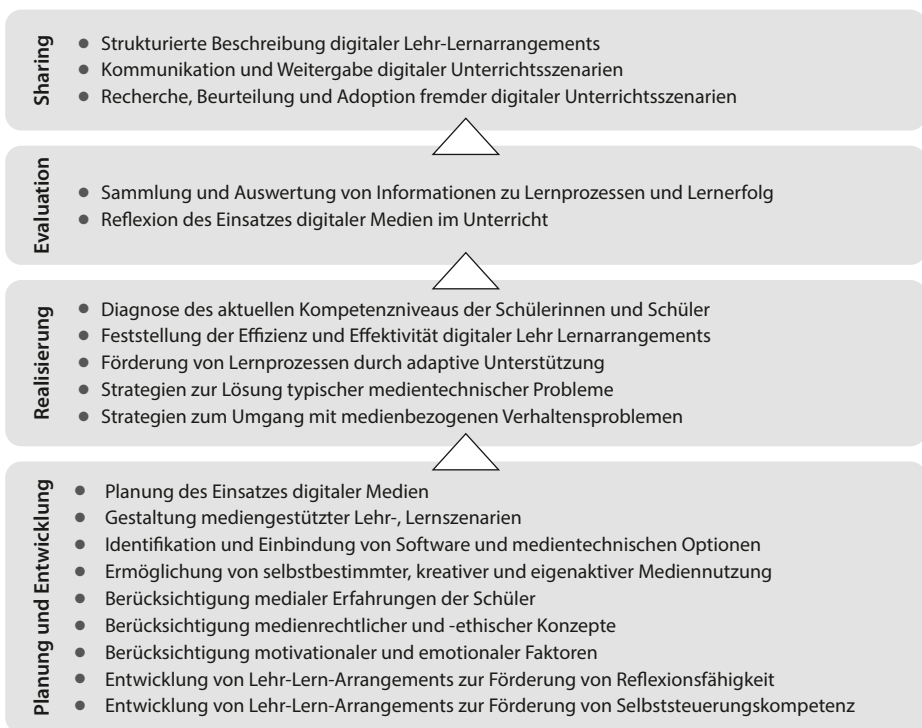 Sharing
● Strukturierte Beschreibung digitaler Lehr-Lernarrangements
● Kommunikation und Weitergabe digitaler Unterrichtsszenarien
● Recherche, Beurteilung und Adoption fremder digitaler Unterrichtsszenarien
Evaluation
● Sammlung und Auswertung von Informationen zu Lernprozessen und Lernerfolg
● Reflexion des Einsatzes digitaler Medien im Unterricht
Realisierung
● Diagnose des aktuellen Kompetenzniveaus der Schülerinnen und Schüler
● Feststellung der Effizienz und Effektivität digitaler Lehr Lernarrangements
● Förderung von Lernprozessen durch adaptive Unterstützung
● Strategien zur Lösung typischer medientechnischer Probleme
● Strategien zum Umgang mit medienbezogenen Verhaltensproblemen
Planung und Entwicklung
● Planung des Einsatzes digitaler Medien
● Gestaltung mediengestützter Lehr-, Lernszenarien
● Identifikation und Einbindung von Software und medientechnischen Optionen
● Ermöglichung von selbstbestimmter, kreativer und eigenaktiver Mediennutzung
● Berücksichtigung medialer Erfahrungen der Schüler
● Berücksichtigung medienrechtlicher und -ethischer Konzepte
● Berücksichtigung motivationaler und emotionaler Faktoren
● Entwicklung von Lehr-Lern-Arrangements zur Förderung von Reflexionsfähigkeit
● Entwicklung von Lehr-Lern-Arrangements zur Förderung von Selbststeuerungskompetenz